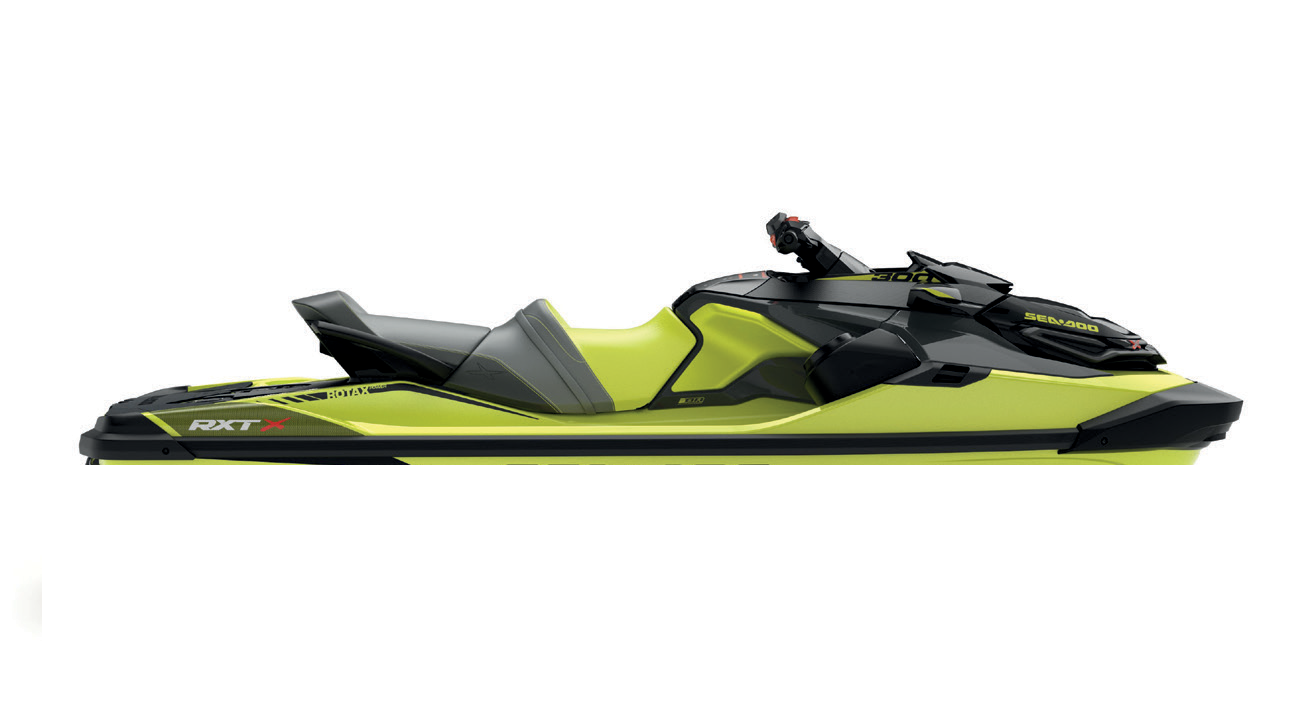 300
SEA-DOO
X
ROTAX
RXT X